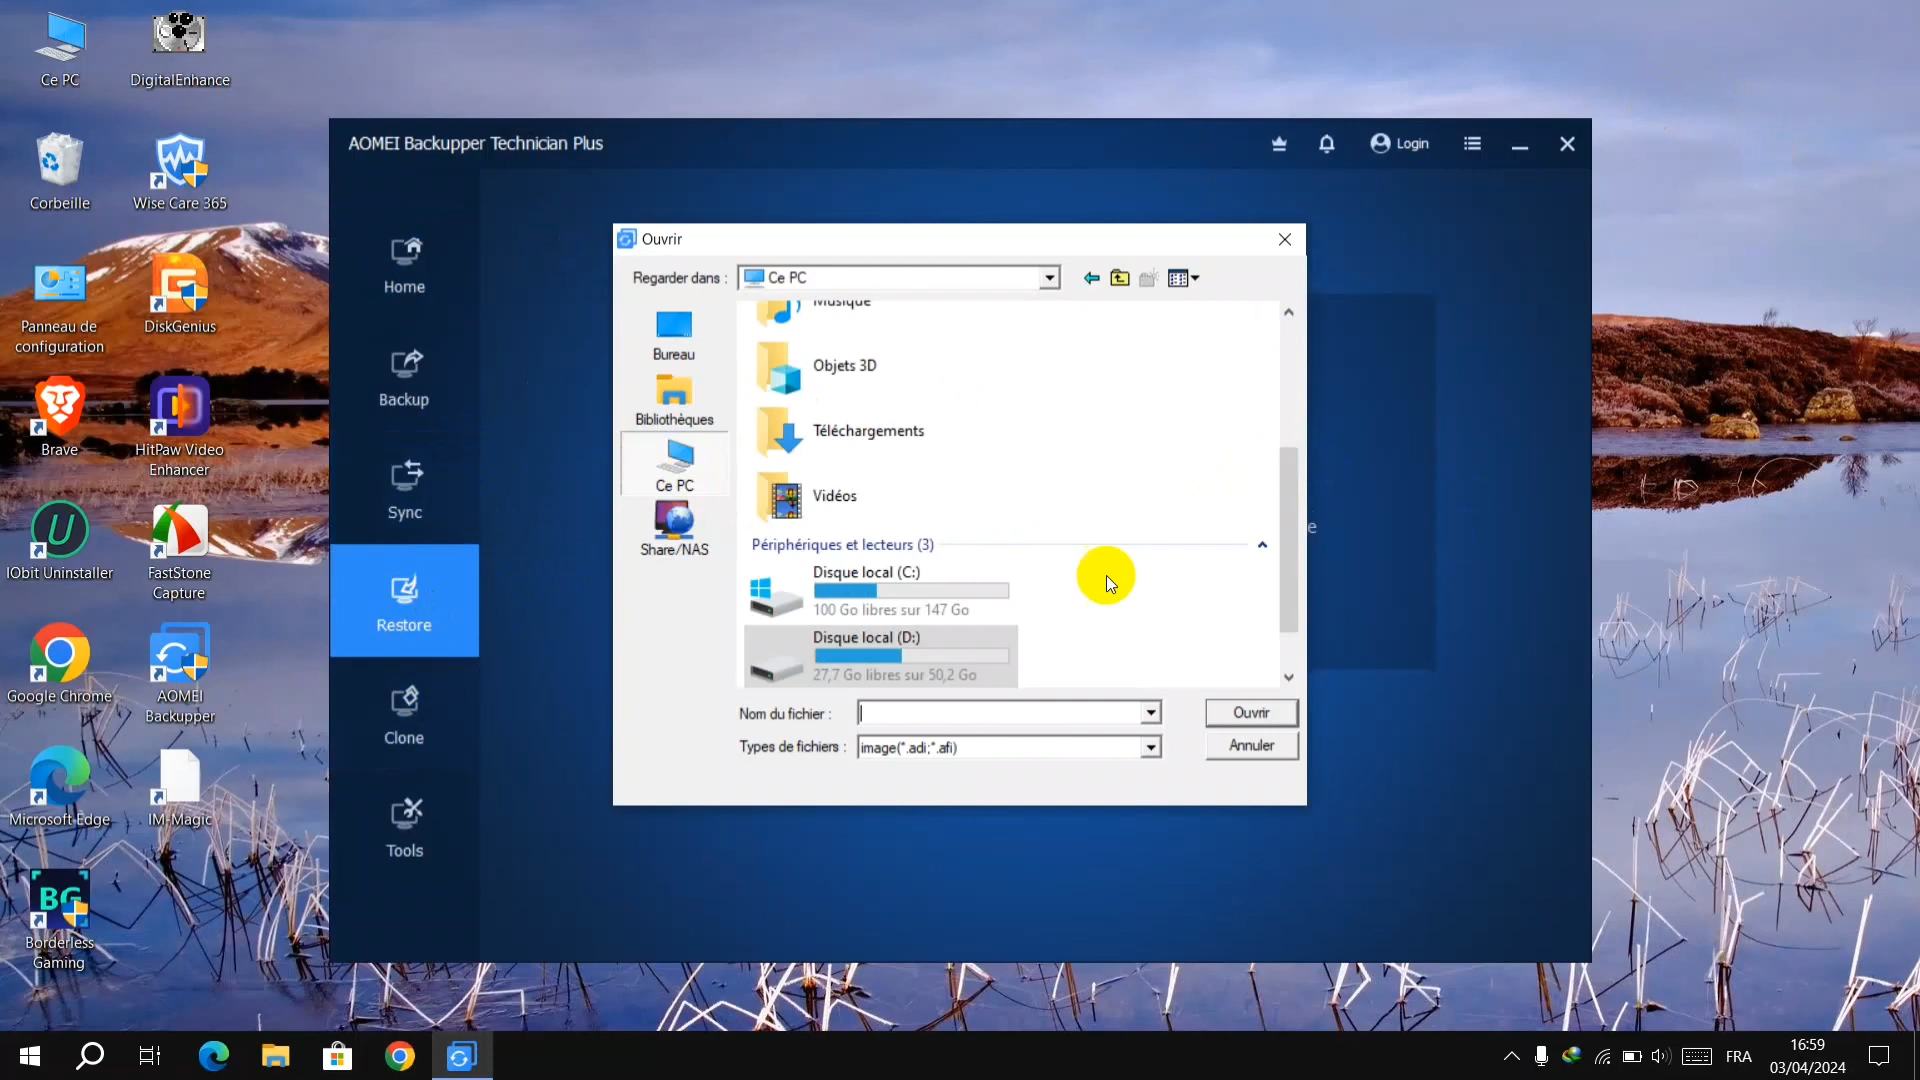 Ce PC
DigitalEnhance
Corbeille
Wise Care 365
Panneau de
configuration
DiskGenius
Brave
HitPaw Video
Enhancer
IObit Uninstaller
FastStone
Capture
Google Chrome
AOMEI
Backupper
Microsoft Edge
IM-Magic
BG
Borderless
Gaming
AOMEI Backupper Technician Plus
Login
Home
Backup
Sync
Restore
Clone
Tools
Ouvrir
Regarder dans :
Ce PC
Bureau
Bibliothèques
Ce PC
Share/NAS
Musique
Objets 3D
Téléchargements
Vidéos
Périphériques et lecteurs (3)
Disque local (C:)
100 Go libres sur 147 Go
Disque local (D:)
27,7 Go libres sur 50,2 Go
Nom du fichier :
Ouvrir
Types de fichiers :
image(*.adi;*.afi)
Annuler
e
FRA
16:59
03/04/2024